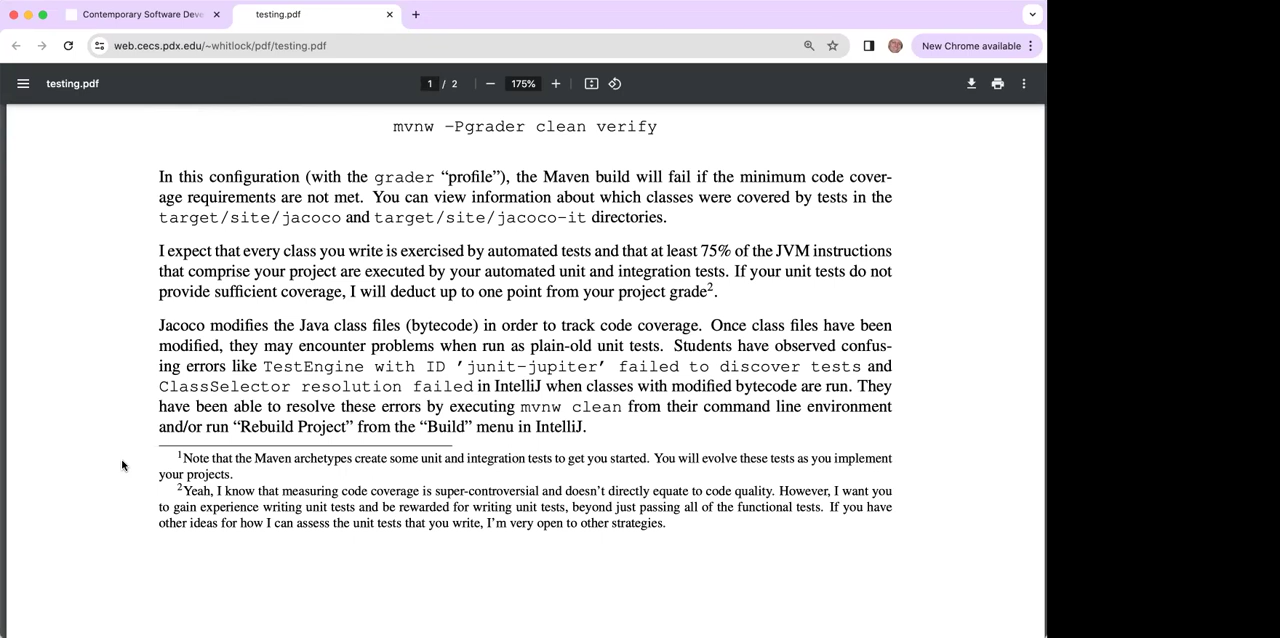 Contemporary Software Deve
testing.pdf
web.cecs.pdx.edu/~whitlock/pdf/testing.pdf
New Chrome available
testing.pdf
1 / 2
175%
mvnw -Pgrader clean verify
In this configuration (with the grader “profile”), the Maven build will fail if the minimum code cover-
age requirements are not met. You can view information about which classes were covered by tests in the
target/site/jacoco and target/site/jacoco-it directories.
I expect that every class you write is exercised by automated tests and that at least 75% of the JVM instructions
that comprise your project are executed by your automated unit and integration tests. If your unit tests do not
provide sufficient coverage, I will deduct up to one point from your project grade2.
Jacoco modifies the Java class files (bytecode) in order to track code coverage. Once class files have been
modified, they may encounter problems when run as plain-old unit tests. Students have observed confus-
ing errors like TestEngine with ID ’junit-jupiter’ failed to discover tests and
ClassSelector resolution failed in IntelliJ when classes with modified bytecode are run. They
have been able to resolve these errors by executing mvnw clean from their command line environment
and/or run “Rebuild Project” from the “Build” menu in IntelliJ.
1Note that the Maven archetypes create some unit and integration tests to get you started. You will evolve these tests as you implement
your projects.
2Yeah, I know that measuring code coverage is super-controversial and doesn’t directly equate to code quality. However, I want you
to gain experience writing unit tests and be rewarded for writing unit tests, beyond just passing all of the functional tests. If you have
other ideas for how I can assess the unit tests that you write, I’m very open to other strategies.